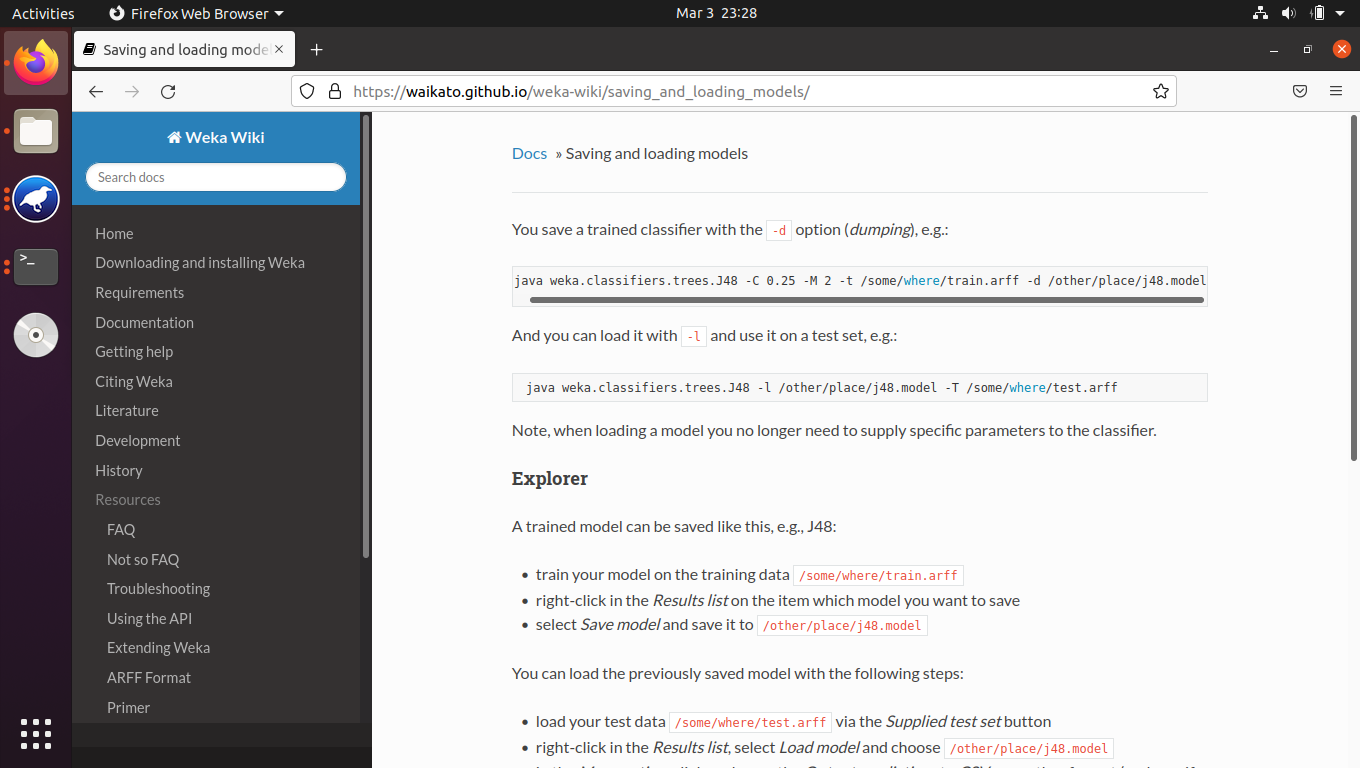 Activities
Firefox Web Browser
Mar 3 23:28
Saving and loading mode
https://waikato.github.io/weka-wiki/saving_and_loading_models/
Weka Wiki
Search docs
Home
Downloading and installing Weka
Requirements
Documentation
Getting help
Citing Weka
Literature
Development
History
Resources
FAQ
Not so FAQ
Troubleshooting
Using the API
Extending Weka
ARFF Format
Primer
Docs » Saving and loading models
You save a trained classifier with the -d option (dumping), e.g.:
java weka.classifiers.trees.J48 -C 0.25 -M 2 -t /some/where/train.arff -d /other/place/j48.model
And you can load it with -l and use it on a test set, e.g.:
java weka.classifiers.trees.J48 -l /other/place/j48.model -T /some/where/test.arff
Note, when loading a model you no longer need to supply specific parameters to the classifier.
Explorer
A trained model can be saved like this, e.g., J48:
• train your model on the training data /some/where/train.arff
• right-click in the Results list on the item which model you want to save
• select Save model and save it to /other/place/j48.model
You can load the previously saved model with the following steps:
• load your test data /some/where/test.arff via the Supplied test set button
• right-click in the Results list, select Load model and choose /other/place/j48.model